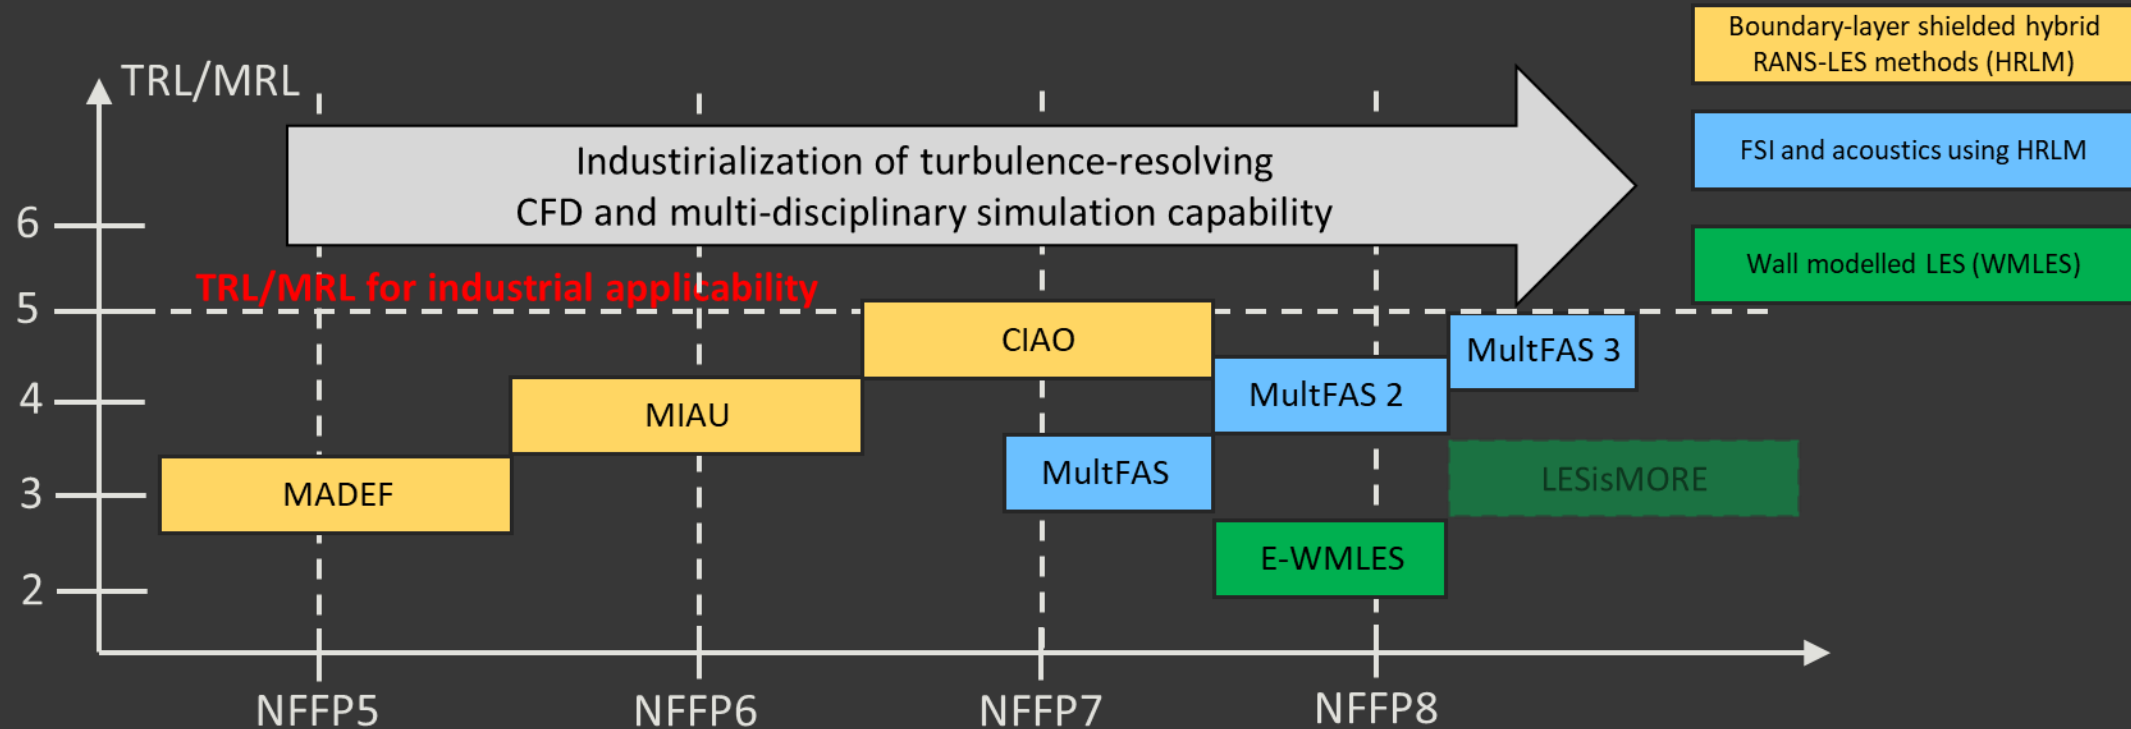 TRL/MRL
Boundary-layer shielded hybrid
RANS-LES methods (HRLM)
Industirialization of turbulence-resolving
CFD and multi-disciplinary simulation capability
FSI and acoustics using HRLM
Wall modelled LES (WMLES)
6
TRL/MRL for industrial applicability
5
CIAO
MultFAS 3
MultFAS 2
4
MIAU
MultFAS
LESisMORE
3
MADEF
E-WMLES
2
NFFP5
NFFP6
NFFP7
NFFP8